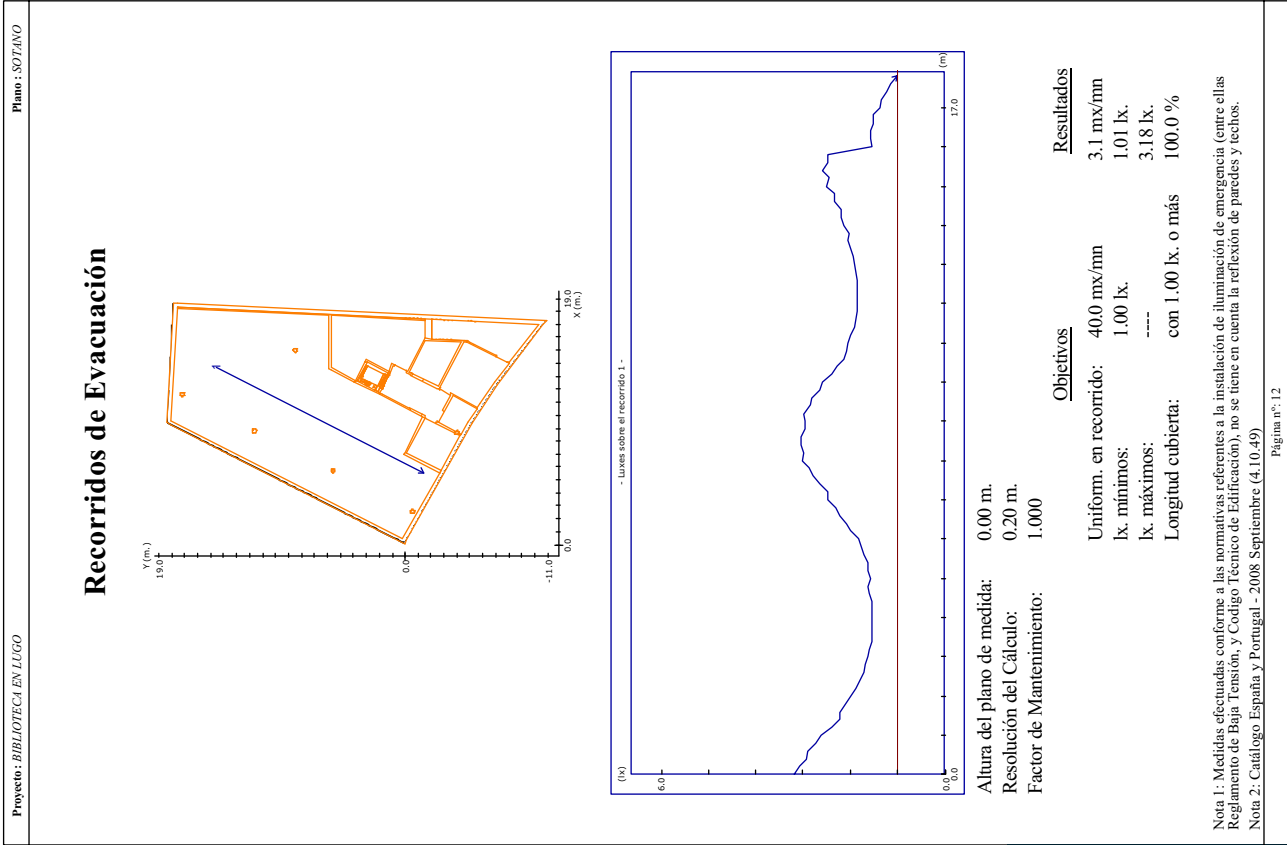 Proyecto : BIBLIOTECA EN LUGO
Plano : SOTANO
Recorridos de Evacuación
Y (m.)
19.0
0.0
-11.0
0.0
19.0
X (m.)
- Luxes sobre el recorrido 1 -
(lx)
6.0
0.0
0.0
17.0
(m)
Altura del plano de medida: 0.00 m.
Resolución del Cálculo: 0.20 m.
Factor de Mantenimiento: 1.000
Objetivos Resultados
Uniform. en recorrido: 40.0 mx/mn 3.1 mx/mn
lx. mínimos: 1.00 lx. 1.01 lx.
lx. máximos: ---- 3.18 lx.
Longitud cubierta: con 1.00 lx. o más 100.0 %
Nota 1: Medidas efectuadas conforme a las normativas referentes a la instalación de iluminación de emergencia (entre ellas
Reglamento de Baja Tensión, y Codigo Técnico de Edificación), no se tiene en cuenta la reflexión de paredes y techos.
Nota 2: Catálogo España y Portugal - 2008 Septiembre (4.10.49)
Página nº: 12